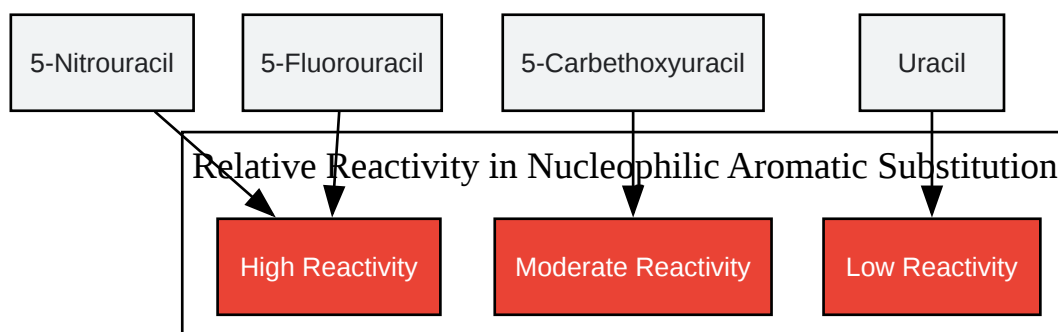 5-Nitrouracil
5-Fluorouracil
5-Carbethoxyuracil
Uracil
Relative Reactivity in Nucleophilic Aromatic Substitution
High Reactivity
Moderate Reactivity
Low Reactivity